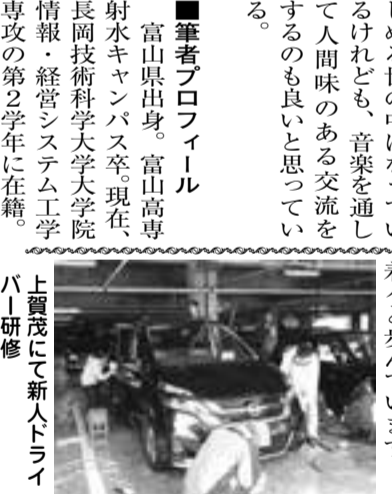 るけれども、音楽を通し
て人間味のある交流を
するのも良いと思ってい
る。
■筆者プロフィール
富山県出身。富山高専
射水キャンパス卒。現在、
長岡技術科学大学大学院
情報・経営システム工学
専攻の第2学年に在籍。
上賀茂にて新人ドライ
バー研修